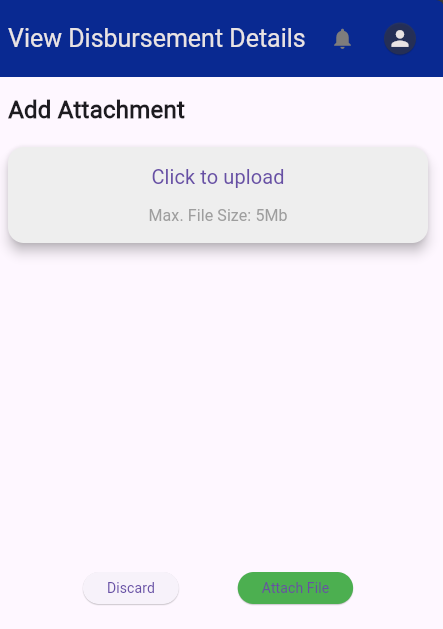 View Disbursement Details
Add Attachment
Click to upload
Max. File Size: 5Mb
Discard
Attach File